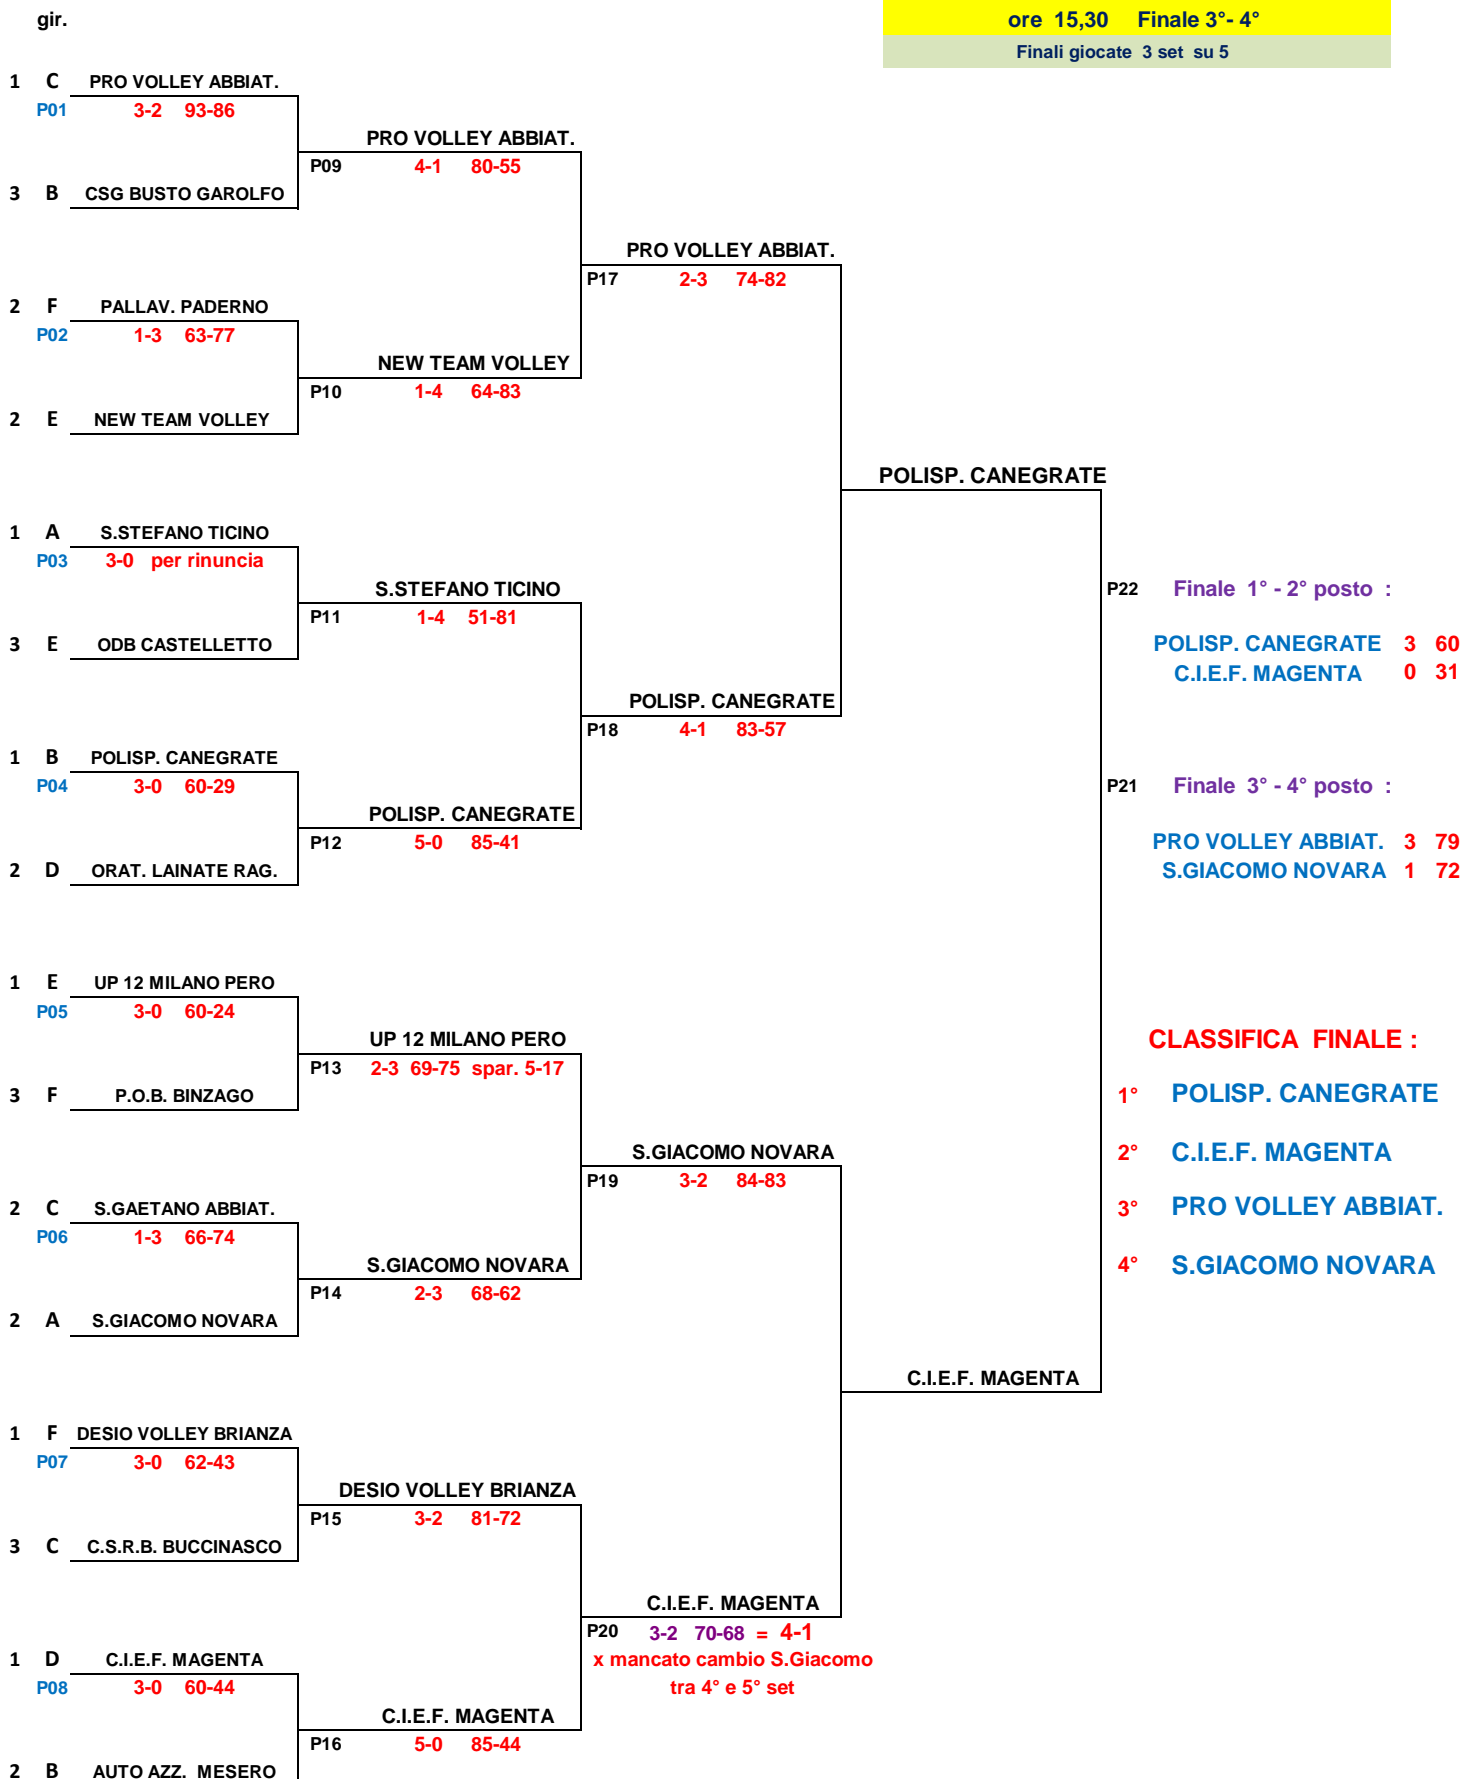 gir.
ore 15,30 Finale 3°- 4°
Finali giocate 3 set su 5
1 C PRO VOLLEY ABBIAT.
P01 3-2 93-86
PRO VOLLEY ABBIAT.
P09 4-1 80-55
3 B CSG BUSTO GAROLFO
PRO VOLLEY ABBIAT.
P17 2-3 74-82
2 F PALLAV. PADERNO
P02 1-3 63-77
NEW TEAM VOLLEY
P10 1-4 64-83
2 E NEW TEAM VOLLEY
POLISP. CANEGRATE
1 A S.STEFANO TICINO
P03 3-0 per rinuncia
S.STEFANO TICINO
P11 1-4 51-81
P22 Finale 1° - 2° posto :
3 E ODB CASTELLETTO
POLISP. CANEGRATE 3 60
C.I.E.F. MAGENTA 0 31
POLISP. CANEGRATE
P18 4-1 83-57
1 B POLISP. CANEGRATE
P04 3-0 60-29
P21 Finale 3° - 4° posto :
POLISP. CANEGRATE
P12 5-0 85-41
PRO VOLLEY ABBIAT. 3 79
S.GIACOMO NOVARA 1 72
2 D ORAT. LAINATE RAG.
1 E UP 12 MILANO PERO
P05 3-0 60-24
UP 12 MILANO PERO
P13 2-3 69-75 spar. 5-17
CLASSIFICA FINALE :
3 F P.O.B. BINZAGO
1° POLISP. CANEGRATE
S.GIACOMO NOVARA
P19 3-2 84-83
2° C.I.E.F. MAGENTA
2 C S.GAETANO ABBIAT.
P06 1-3 66-74
3° PRO VOLLEY ABBIAT.
S.GIACOMO NOVARA
P14 2-3 68-62
4° S.GIACOMO NOVARA
2 A S.GIACOMO NOVARA
C.I.E.F. MAGENTA
1 F DESIO VOLLEY BRIANZA
P07 3-0 62-43
DESIO VOLLEY BRIANZA
P15 3-2 81-72
3 C C.S.R.B. BUCCINASCO
C.I.E.F. MAGENTA
P20 3-2 70-68 = 4-1
x mancato cambio S.Giacomo
tra 4° e 5° set
1 D C.I.E.F. MAGENTA
P08 3-0 60-44
C.I.E.F. MAGENTA
P16 5-0 85-44
2 B AUTO AZZ. MESERO